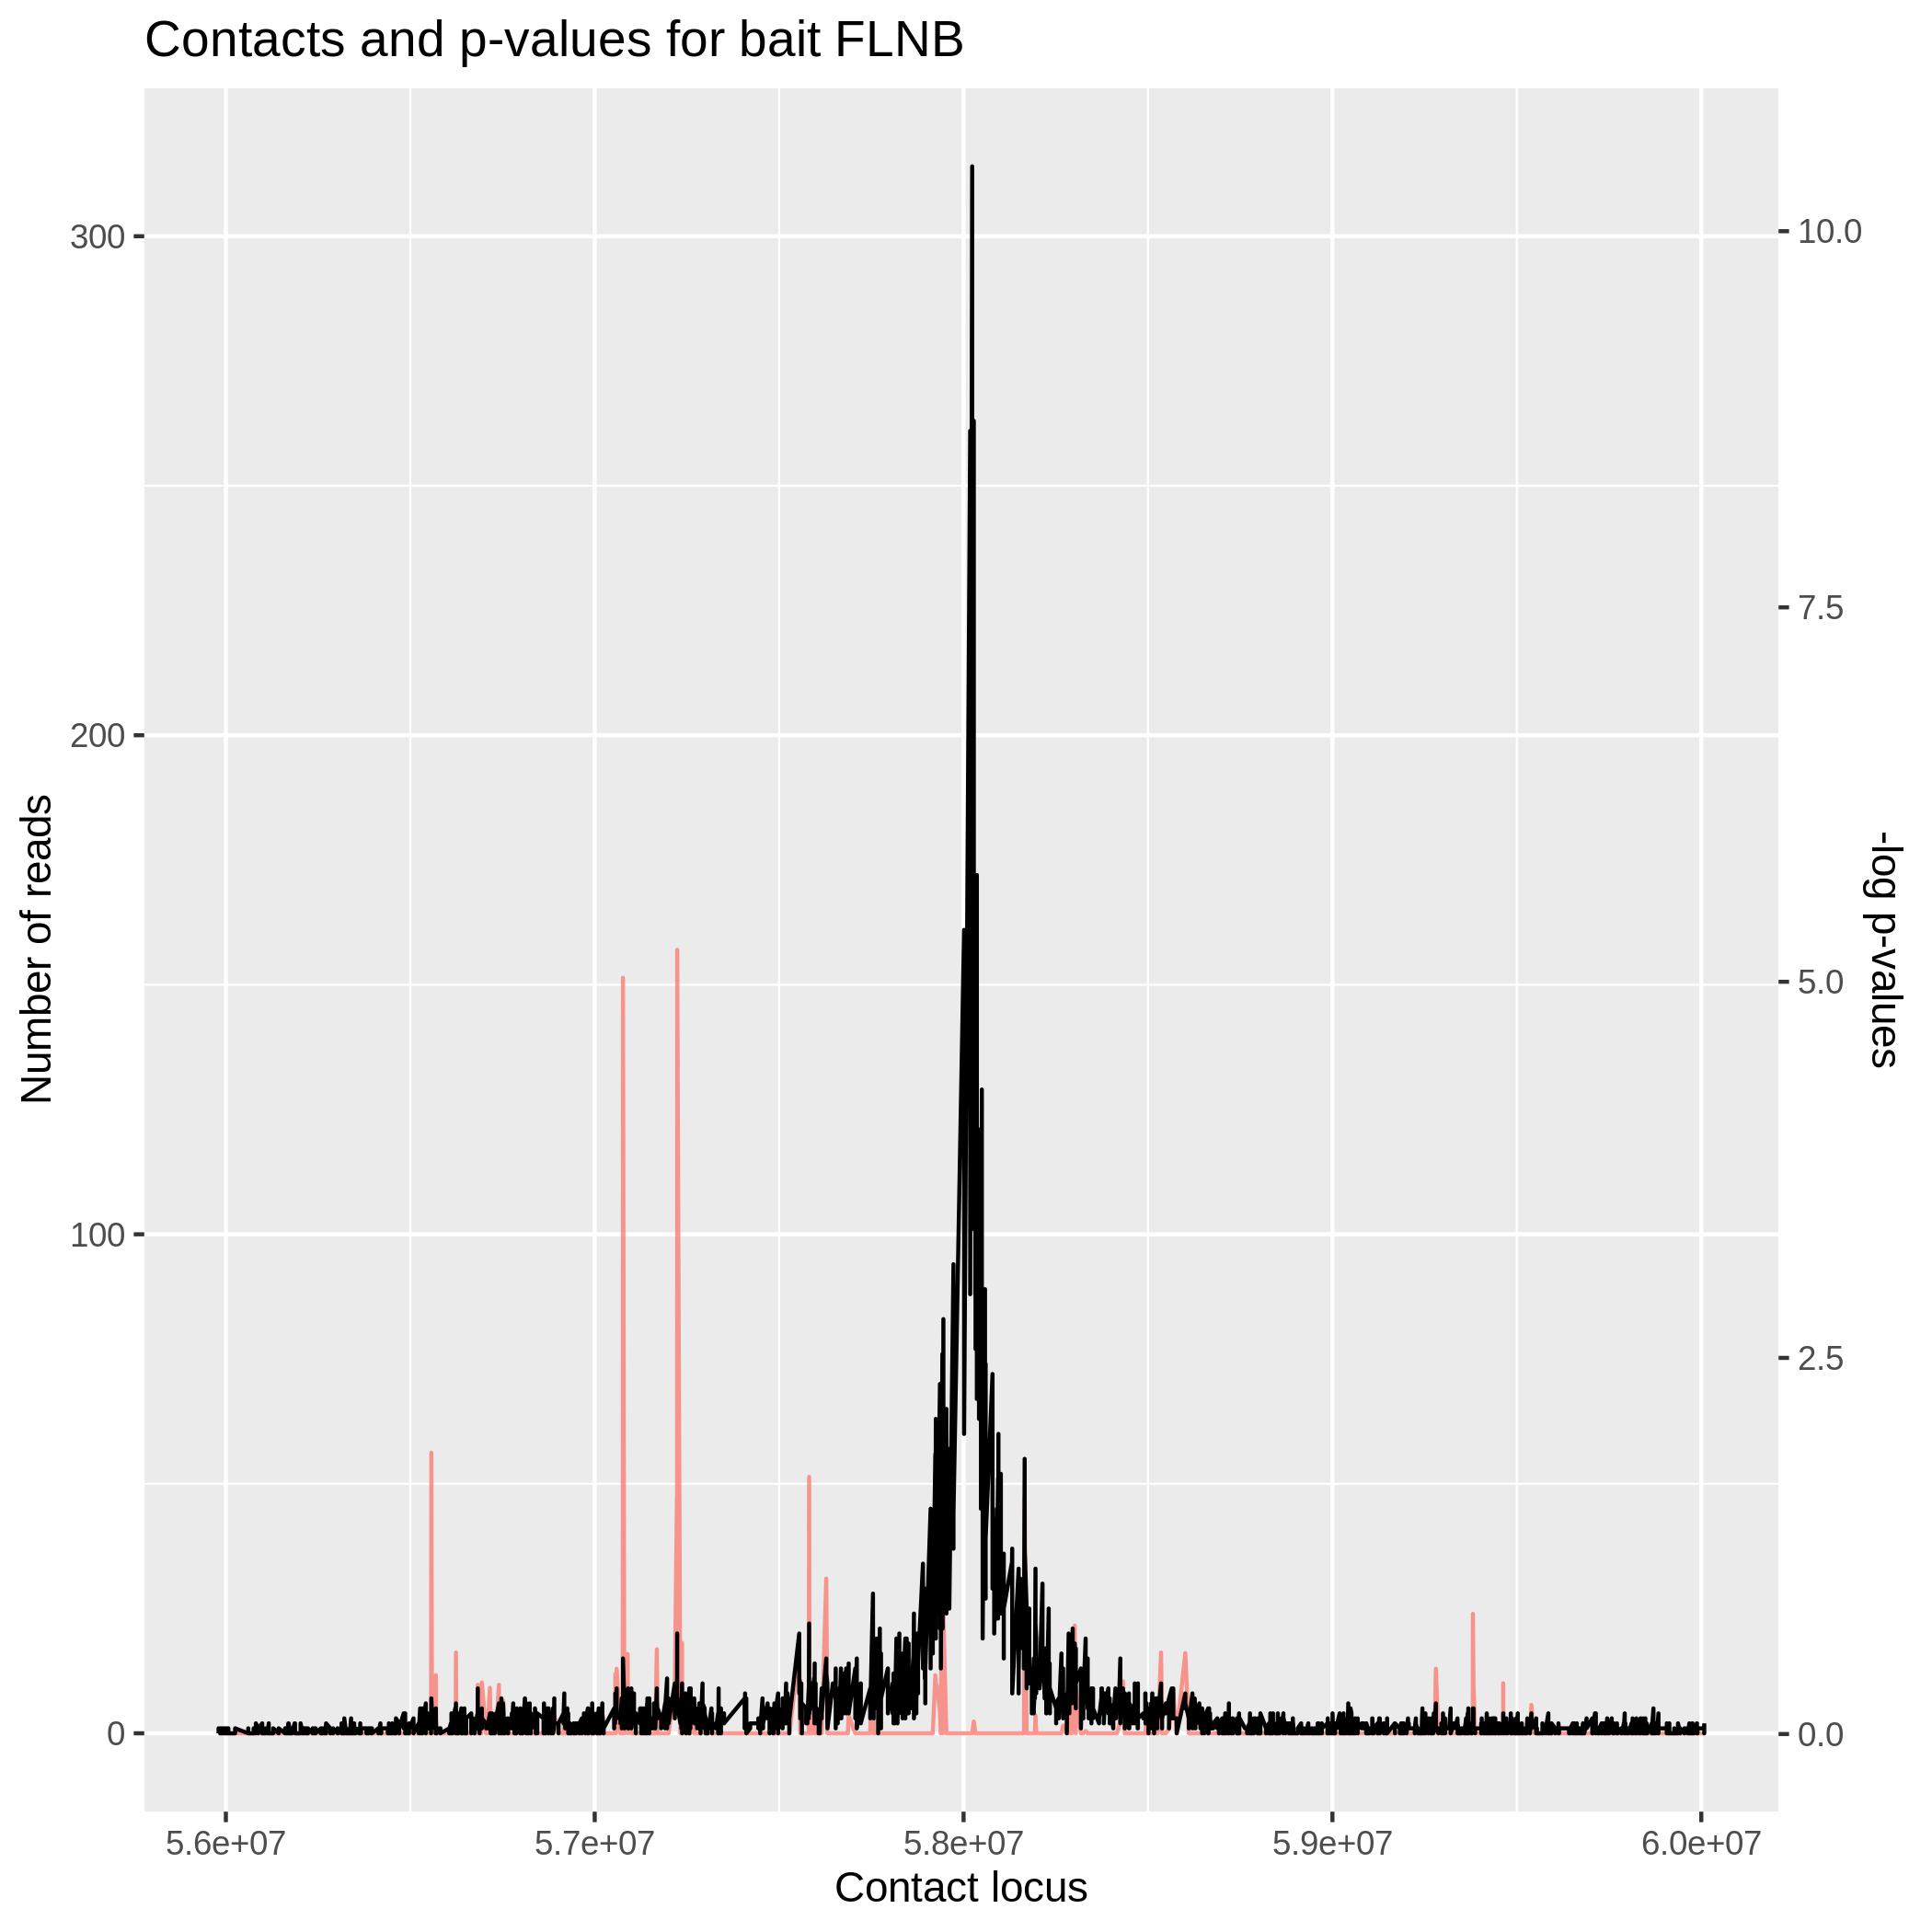 Contacts and p-values for bait FLNB
Number of reads
300
200
100
0
10.0
7.5
5.0
2.5
0.0
-log p-values
5.6e+07 5.7e+07 5.8e+07 5.9e+07 6.0e+07
Contact locus